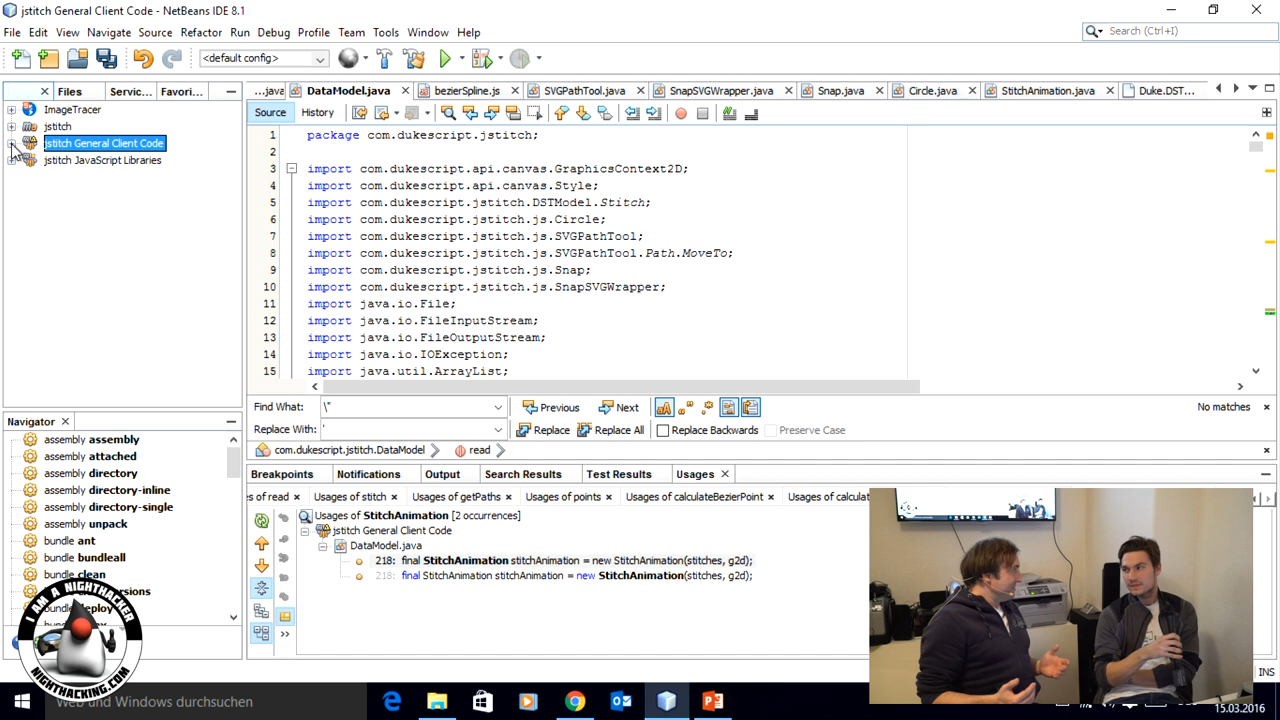 jstitch General Client Code - NetBeans IDE 8.1
File Edit View Navigate Source Refactor Run Debug Profile Team Tools Window Help
Search (Ctrl+I)
<default config>
Files Servic... Favori...
...java DataModel.java bezierSpline.js SVGPathTool.java SnapSVGWrapper.java Snap.java Circle.java StitchAnimation.java Duke.DST...
ImageTracer
jstitch
jstitch General Client Code
jstitch JavaScript Libraries
Source History
1 package com.dukescript.jstitch;
2
3 import com.dukescript.api.canvas.GraphicsContext2D;
4 import com.dukescript.api.canvas.Style;
5 import com.dukescript.jstitch.DSTModel.Stitch;
6 import com.dukescript.jstitch.js.Circle;
7 import com.dukescript.jstitch.js.SVGPathTool;
8 import com.dukescript.jstitch.js.SVGPathTool.Path.MoveTo;
9 import com.dukescript.jstitch.js.Snap;
10 import com.dukescript.jstitch.js.SnapSVGWrapper;
11 import java.io.File;
12 import java.io.FileInputStream;
13 import java.io.FileOutputStream;
14 import java.io.IOException;
15 import java.util.ArrayList;
Find What: \" Previous Next No matches
Replace With: ' Replace Replace All Replace Backwards Preserve Case
com.dukescript.jstitch.DataModel read
Navigator
assembly assembly
assembly attached
assembly directory
assembly directory-inline
assembly directory-single
assembly unpack
bundle ant
bundle bundleall
bundle clean
Breakpoints Notifications Output Search Results Test Results Usages
s of read Usages of stitch Usages of getPaths Usages of points Usages of calculateBezierPoint Usages of calculat
Usages of StitchAnimation [2 occurrences]
jstitch General Client Code
DataModel.java
218: final StitchAnimation stitchAnimation = new StitchAnimation(stitches, g2d);
218: final StitchAnimation stitchAnimation = new StitchAnimation(stitches, g2d);
I AM A NIGHTHACKER
NIGHTHACKING.COM
INS
Web und Windows durchsuchen
15.03.2016